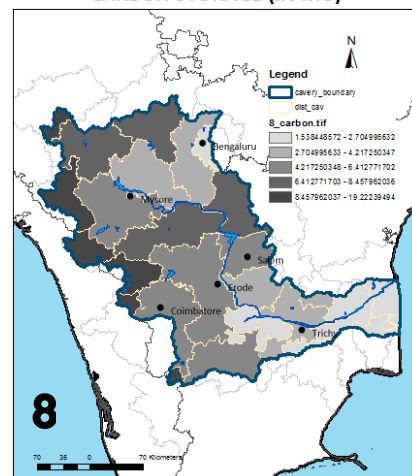 N
Legend
cavery_boundary
dist_cav
8_carbon.tif
1.538448572 - 2.704995632
2.704995633 - 4.217250347
4.217250348 - 6.412771702
6.412771703 - 8.457962036
8.457962037 - 19.22239494
Bengaluru
Mysore
Salem
Erode
Coimbatore
Trichy
8
70 35 0 70 Kilometers